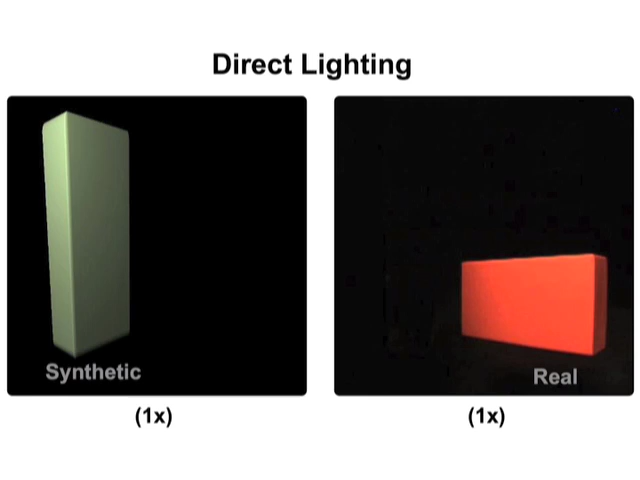 Direct Lighting
Synthetic
Real
(1x)
(1x)